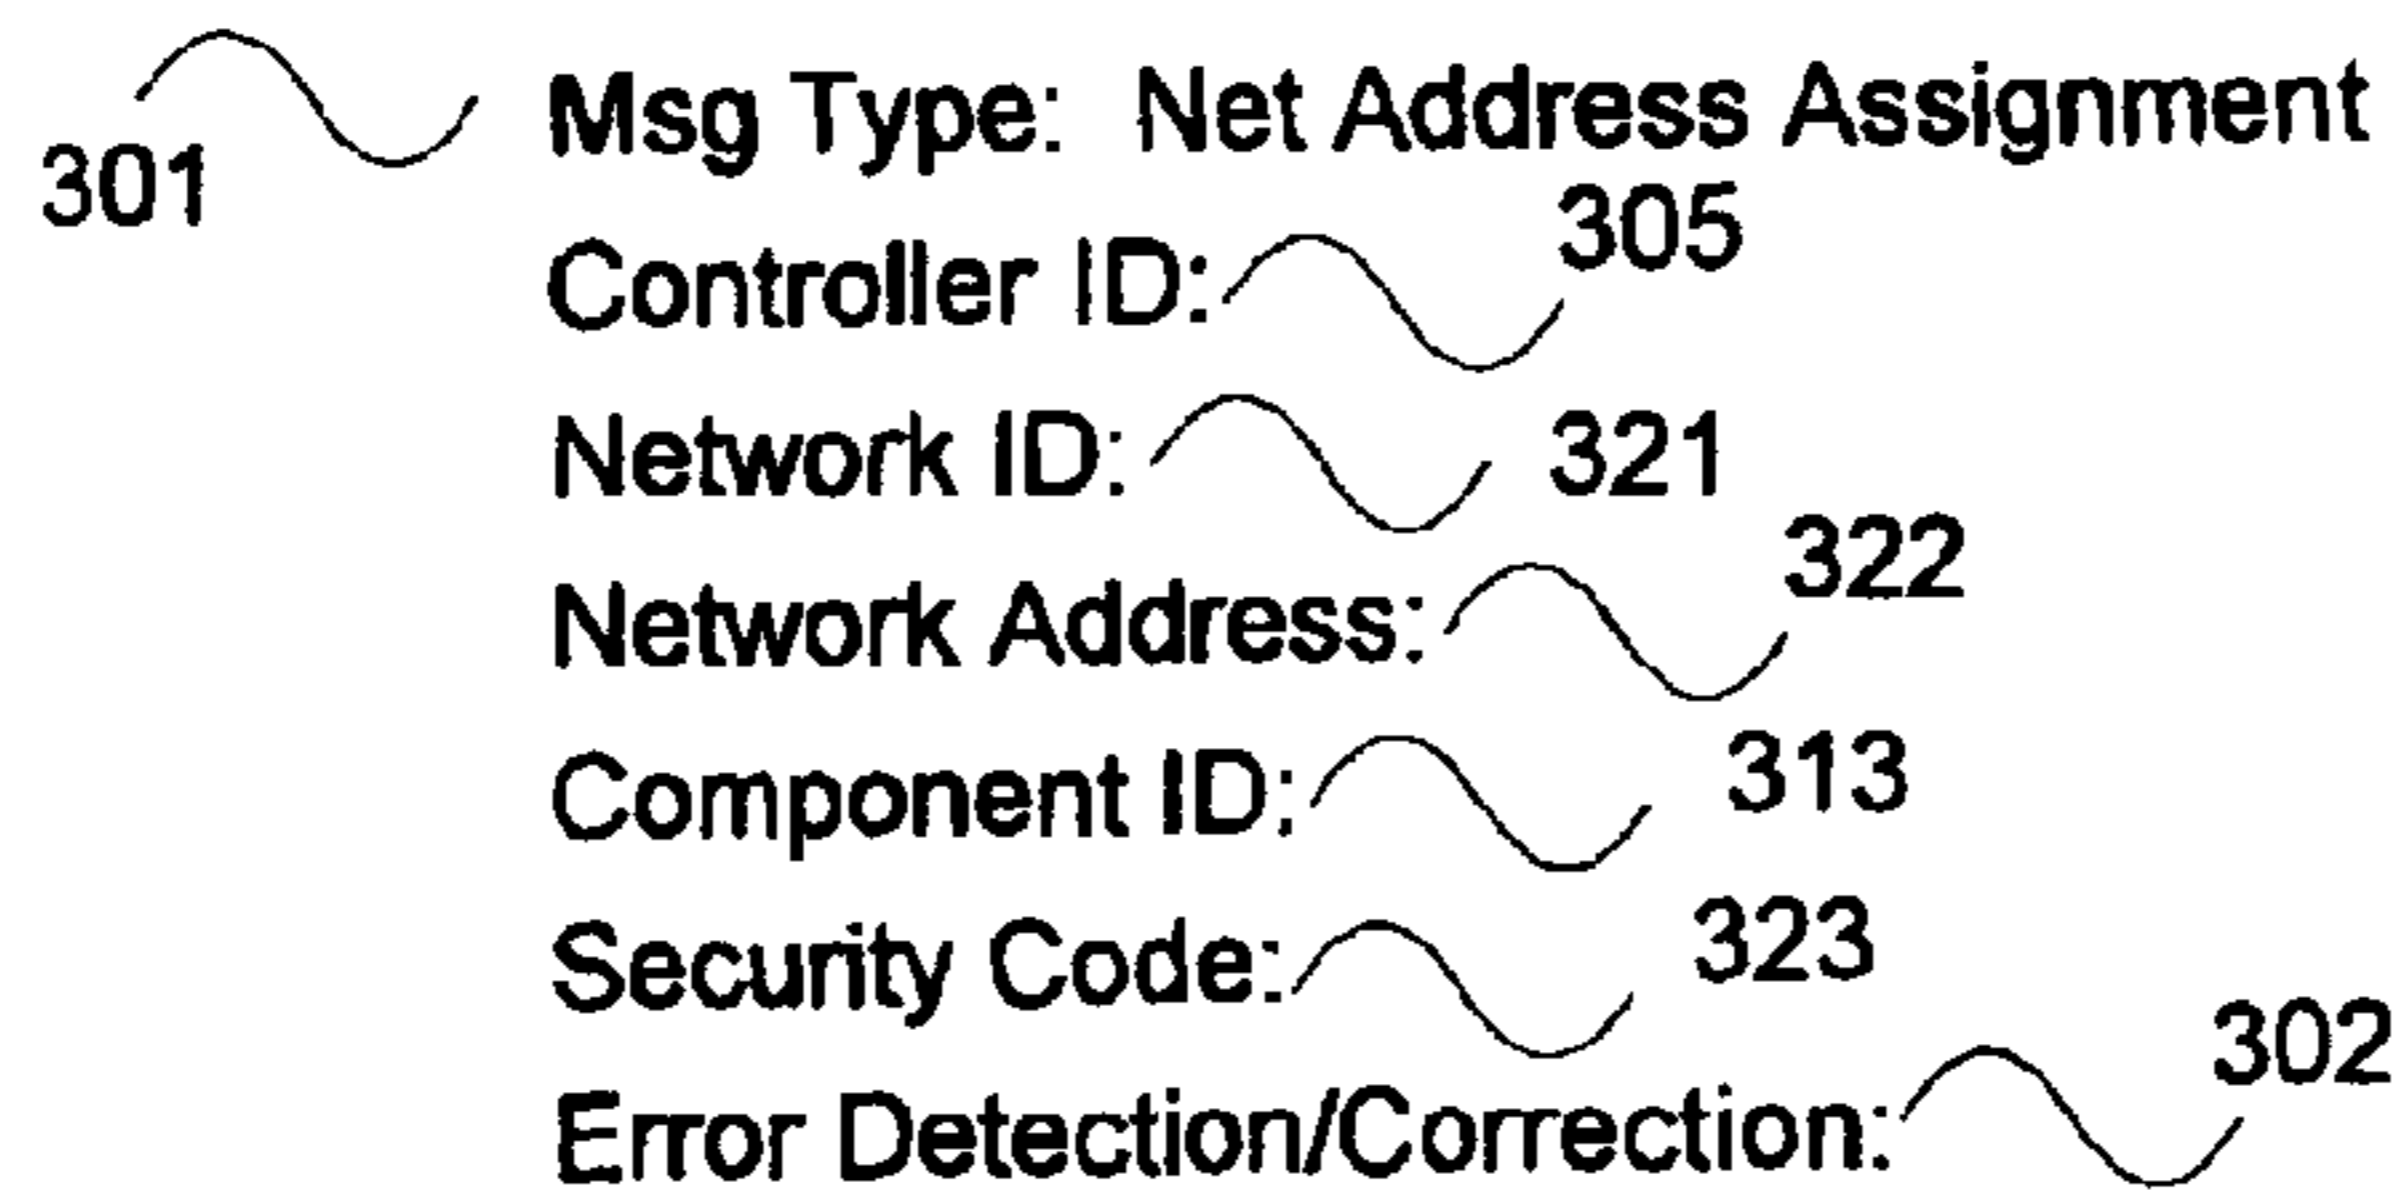 301 Msg Type: Net Address Assignment
Controller ID: 305
Network ID: 321
Network Address: 322
Component ID: 313
Security Code: 323
Error Detection/Correction: 302